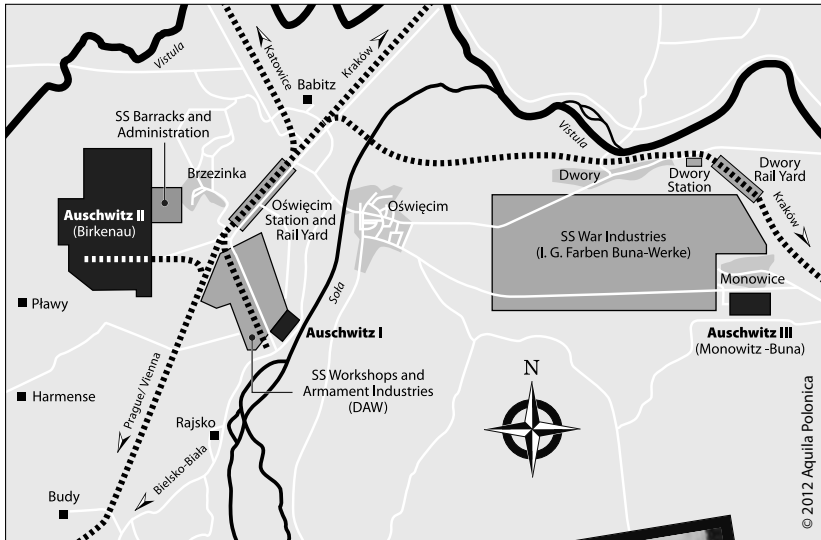 Vistula
Katowice
Kraków
Babitz
SS Barracks and
Administration
Brzezinka
Auschwitz II
(Birkenau)
Oświęcim
Station and
Rail Yard
Oświęcim
Vistula
Dwory
Dwory
Station
Dwory
Rail Yard
Kraków
SS War Industries
(I. G. Farben Buna-Werke)
Monowice
Auschwitz III
(Monowitz -Buna)
Pławy
Soła
Auschwitz I
SS Workshops and
Armament Industries
(DAW)
Harmense
Prague/ Vienna
Rajsko
Bielsko-Biała
Budy
N
© 2012 Aquila Polonica